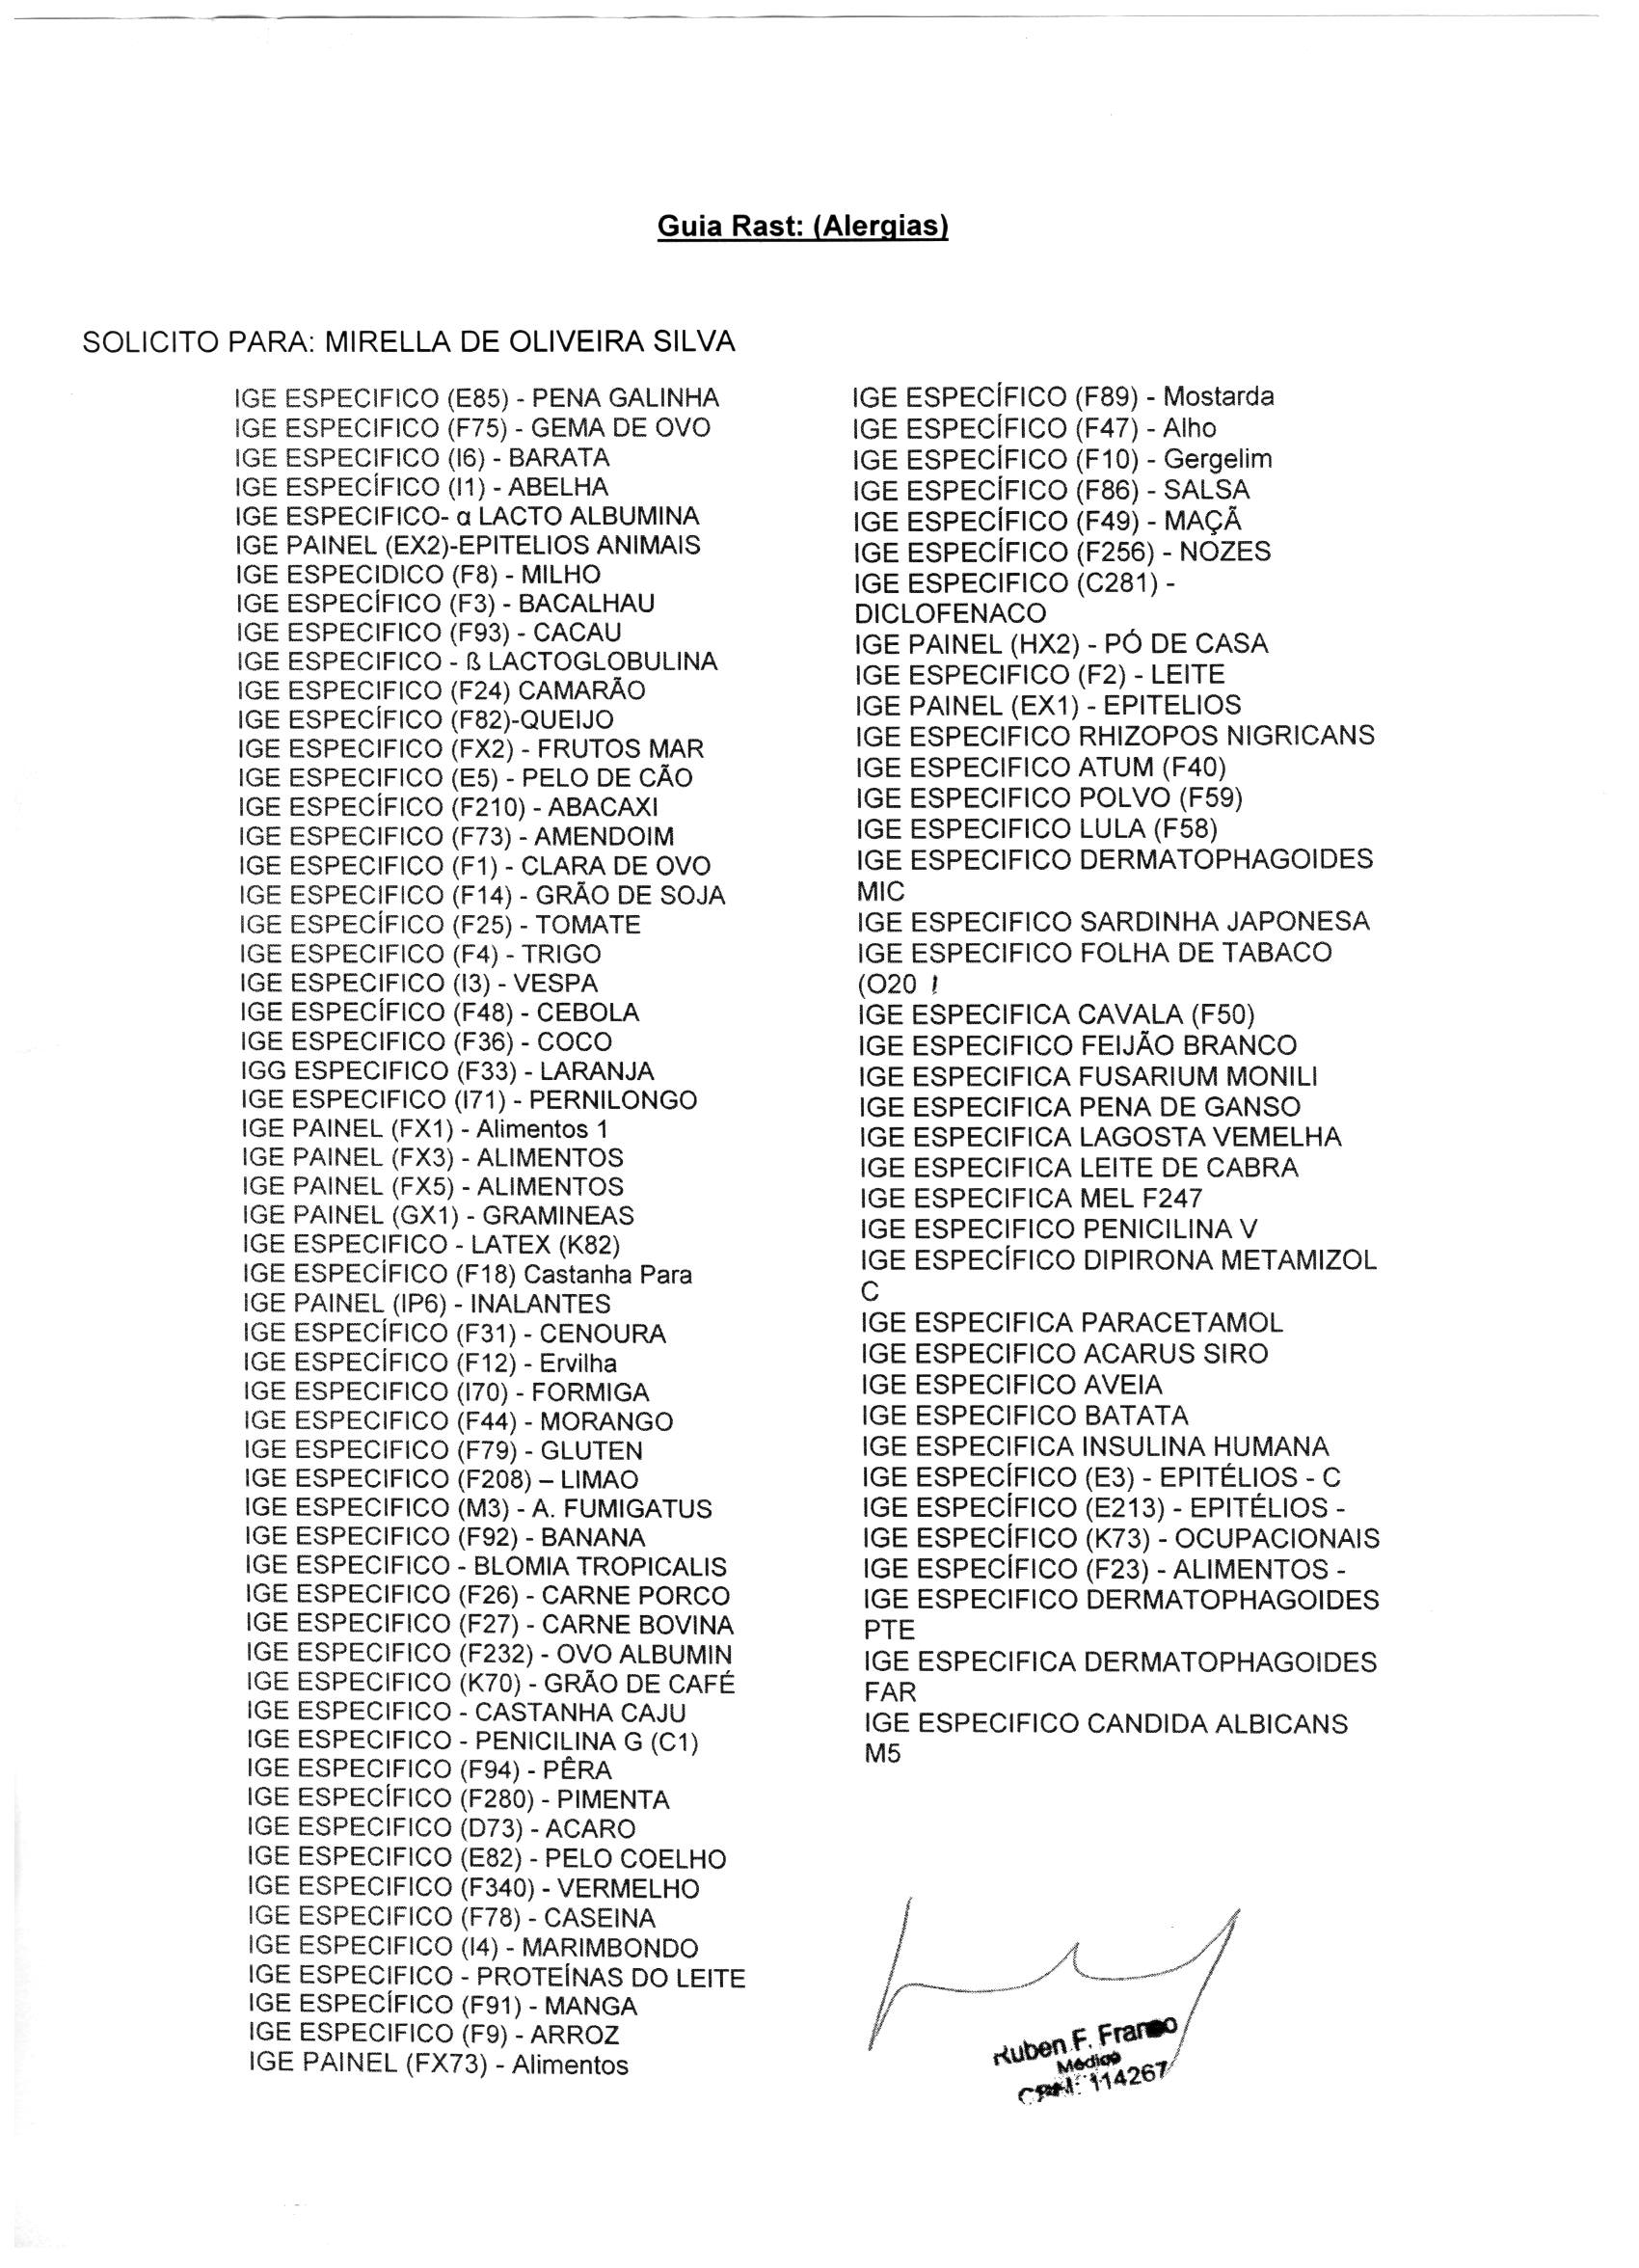 Guia Rast: (Alergias)
SOLICITO PARA: MIRELLA DE OLIVEIRA SILVA
IGE ESPECIFICO (E85) - PENA GALINHA
IGE ESPECIFICO (F75) - GEMA DE OVO
IGE ESPECIFICO (I6) - BARATA
IGE ESPECÍFICO (I1) - ABELHA
IGE ESPECIFICO- α LACTO ALBUMINA
IGE PAINEL (EX2)-EPITELIOS ANIMAIS
IGE ESPECIDICO (F8) - MILHO
IGE ESPECÍFICO (F3) - BACALHAU
IGE ESPECIFICO (F93) - CACAU
IGE ESPECIFICO - ß LACTOGLOBULINA
IGE ESPECIFICO (F24) CAMARÃO
IGE ESPECÍFICO (F82)-QUEIJO
IGE ESPECIFICO (FX2) - FRUTOS MAR
IGE ESPECIFICO (E5) - PELO DE CÃO
IGE ESPECÍFICO (F210) - ABACAXI
IGE ESPECIFICO (F73) - AMENDOIM
IGE ESPECIFICO (F1) - CLARA DE OVO
IGE ESPECIFICO (F14) - GRÃO DE SOJA
IGE ESPECÍFICO (F25) - TOMATE
IGE ESPECIFICO (F4) - TRIGO
IGE ESPECIFICO (I3) - VESPA
IGE ESPECÍFICO (F48) - CEBOLA
IGE ESPECIFICO (F36) - COCO
IGG ESPECIFICO (F33) - LARANJA
IGE ESPECIFICO (I71) - PERNILONGO
IGE PAINEL (FX1) - Alimentos 1
IGE PAINEL (FX3) - ALIMENTOS
IGE PAINEL (FX5) - ALIMENTOS
IGE PAINEL (GX1) - GRAMINEAS
IGE ESPECIFICO - LATEX (K82)
IGE ESPECÍFICO (F18) Castanha Para
IGE PAINEL (IP6) - INALANTES
IGE ESPECÍFICO (F31) - CENOURA
IGE ESPECÍFICO (F12) - Ervilha
IGE ESPECIFICO (I70) - FORMIGA
IGE ESPECIFICO (F44) - MORANGO
IGE ESPECIFICO (F79) - GLUTEN
IGE ESPECIFICO (F208) – LIMAO
IGE ESPECIFICO (M3) - A. FUMIGATUS
IGE ESPECIFICO (F92) - BANANA
IGE ESPECIFICO - BLOMIA TROPICALIS
IGE ESPECIFICO (F26) - CARNE PORCO
IGE ESPECIFICO (F27) - CARNE BOVINA
IGE ESPECIFICO (F232) - OVO ALBUMIN
IGE ESPECIFICO (K70) - GRÃO DE CAFÉ
IGE ESPECIFICO - CASTANHA CAJU
IGE ESPECIFICO - PENICILINA G (C1)
IGE ESPECIFICO (F94) - PÊRA
IGE ESPECÍFICO (F280) - PIMENTA
IGE ESPECIFICO (D73) - ACARO
IGE ESPECIFICO (E82) - PELO COELHO
IGE ESPECIFICO (F340) - VERMELHO
IGE ESPECIFICO (F78) - CASEINA
IGE ESPECIFICO (I4) - MARIMBONDO
IGE ESPECIFICO - PROTEÍNAS DO LEITE
IGE ESPECÍFICO (F91) - MANGA
IGE ESPECIFICO (F9) - ARROZ
IGE PAINEL (FX73) - Alimentos
IGE ESPECÍFICO (F89) - Mostarda
IGE ESPECÍFICO (F47) - Alho
IGE ESPECÍFICO (F10) - Gergelim
IGE ESPECÍFICO (F86) - SALSA
IGE ESPECÍFICO (F49) - MAÇÃ
IGE ESPECÍFICO (F256) - NOZES
IGE ESPECIFICO (C281) -
DICLOFENACO
IGE PAINEL (HX2) - PÓ DE CASA
IGE ESPECIFICO (F2) - LEITE
IGE PAINEL (EX1) - EPITELIOS
IGE ESPECIFICO RHIZOPOS NIGRICANS
IGE ESPECIFICO ATUM (F40)
IGE ESPECIFICO POLVO (F59)
IGE ESPECIFICO LULA (F58)
IGE ESPECIFICO DERMATOPHAGOIDES
MIC
IGE ESPECIFICO SARDINHA JAPONESA
IGE ESPECIFICO FOLHA DE TABACO
(O20
IGE ESPECIFICA CAVALA (F50)
IGE ESPECIFICO FEIJÃO BRANCO
IGE ESPECIFICA FUSARIUM MONILI
IGE ESPECIFICA PENA DE GANSO
IGE ESPECIFICA LAGOSTA VEMELHA
IGE ESPECIFICA LEITE DE CABRA
IGE ESPECIFICA MEL F247
IGE ESPECIFICO PENICILINA V
IGE ESPECÍFICO DIPIRONA METAMIZOL
C
IGE ESPECIFICA PARACETAMOL
IGE ESPECIFICO ACARUS SIRO
IGE ESPECIFICO AVEIA
IGE ESPECIFICO BATATA
IGE ESPECIFICA INSULINA HUMANA
IGE ESPECÍFICO (E3) - EPITÉLIOS - C
IGE ESPECÍFICO (E213) - EPITÉLIOS -
IGE ESPECÍFICO (K73) - OCUPACIONAIS
IGE ESPECÍFICO (F23) - ALIMENTOS -
IGE ESPECIFICO DERMATOPHAGOIDES
PTE
IGE ESPECIFICA DERMATOPHAGOIDES
FAR
IGE ESPECIFICO CANDIDA ALBICANS
M5
Ruben F. Franco
Médico
CRM: 114267